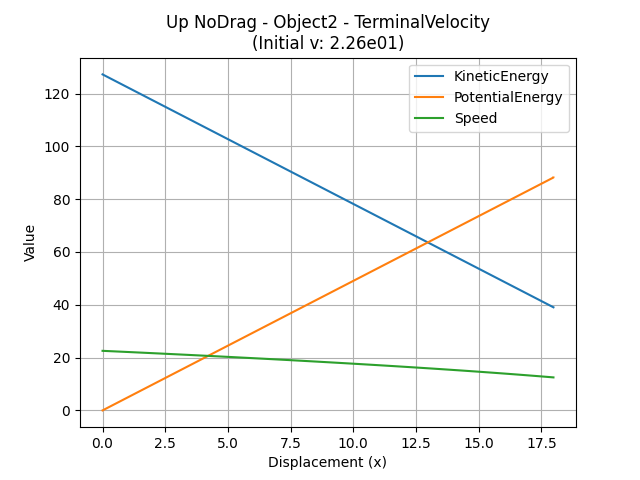 Up NoDrag - Object2 - TerminalVelocity
(Initial v: 2.26e01)
KineticEnergy
PotentialEnergy
Speed
Value
120
100
80
60
40
20
0
0.0 2.5 5.0 7.5 10.0 12.5 15.0 17.5
Displacement (x)